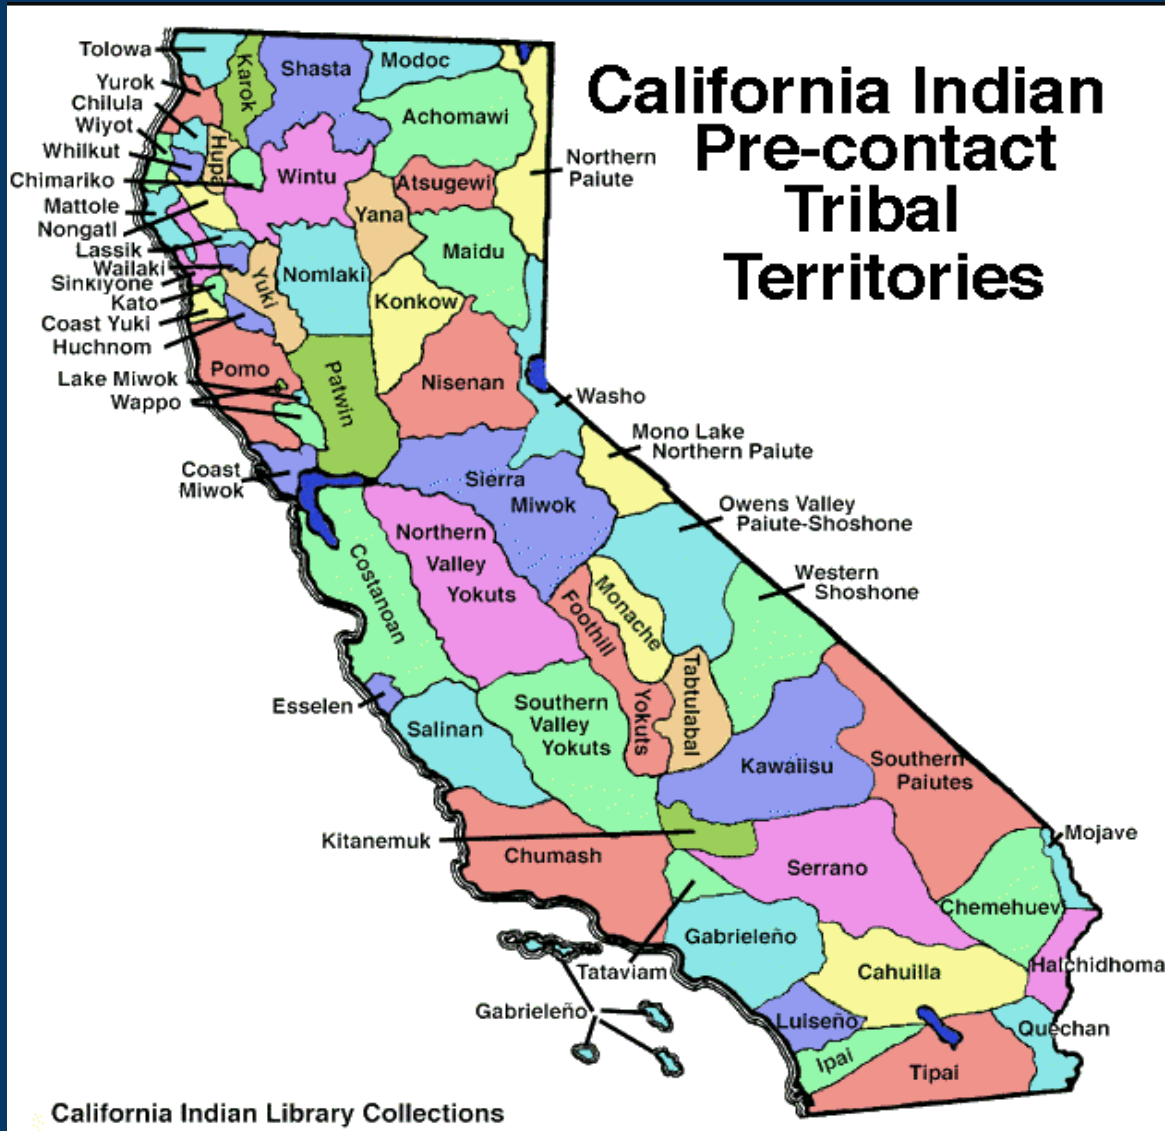 California Indian
Pre-contact
Tribal
Territories
Tolowa
Yurok
Chilula
Wiyot
Whilkut
Chimariko
Mattole
Nongatl
Lassik
Wailaki
Sinkiyone
Kato
Coast Yuki
Huchnom
Lake Miwok
Wappo
Coast
Miwok
Karok
Shasta
Modoc
Achomawi
Hupa
Wintu
Atsugewi
Yana
Northern
Paiute
Maidu
Yuki
Nomlaki
Konkow
Pomo
Patwin
Nisenan
Washo
Mono Lake
Northern Paiute
Sierra
Miwok
Owens Valley
Paiute-Shoshone
Northern
Valley
Yokuts
Costanoan
Monache
Foothill
Yokuts
Western
Shoshone
Tabtulabal
Esselen
Salinan
Southern
Valley
Yokuts
Kawaiisu
Southern
Paiutes
Kitanemuk
Chumash
Serrano
Mojave
Chemehuevi
Gabrieleño
Tataviam
Cahuilla
Halchidhoma
Gabrieleño
Luiseño
Quechan
Ipai
Tipai
California Indian Library Collections